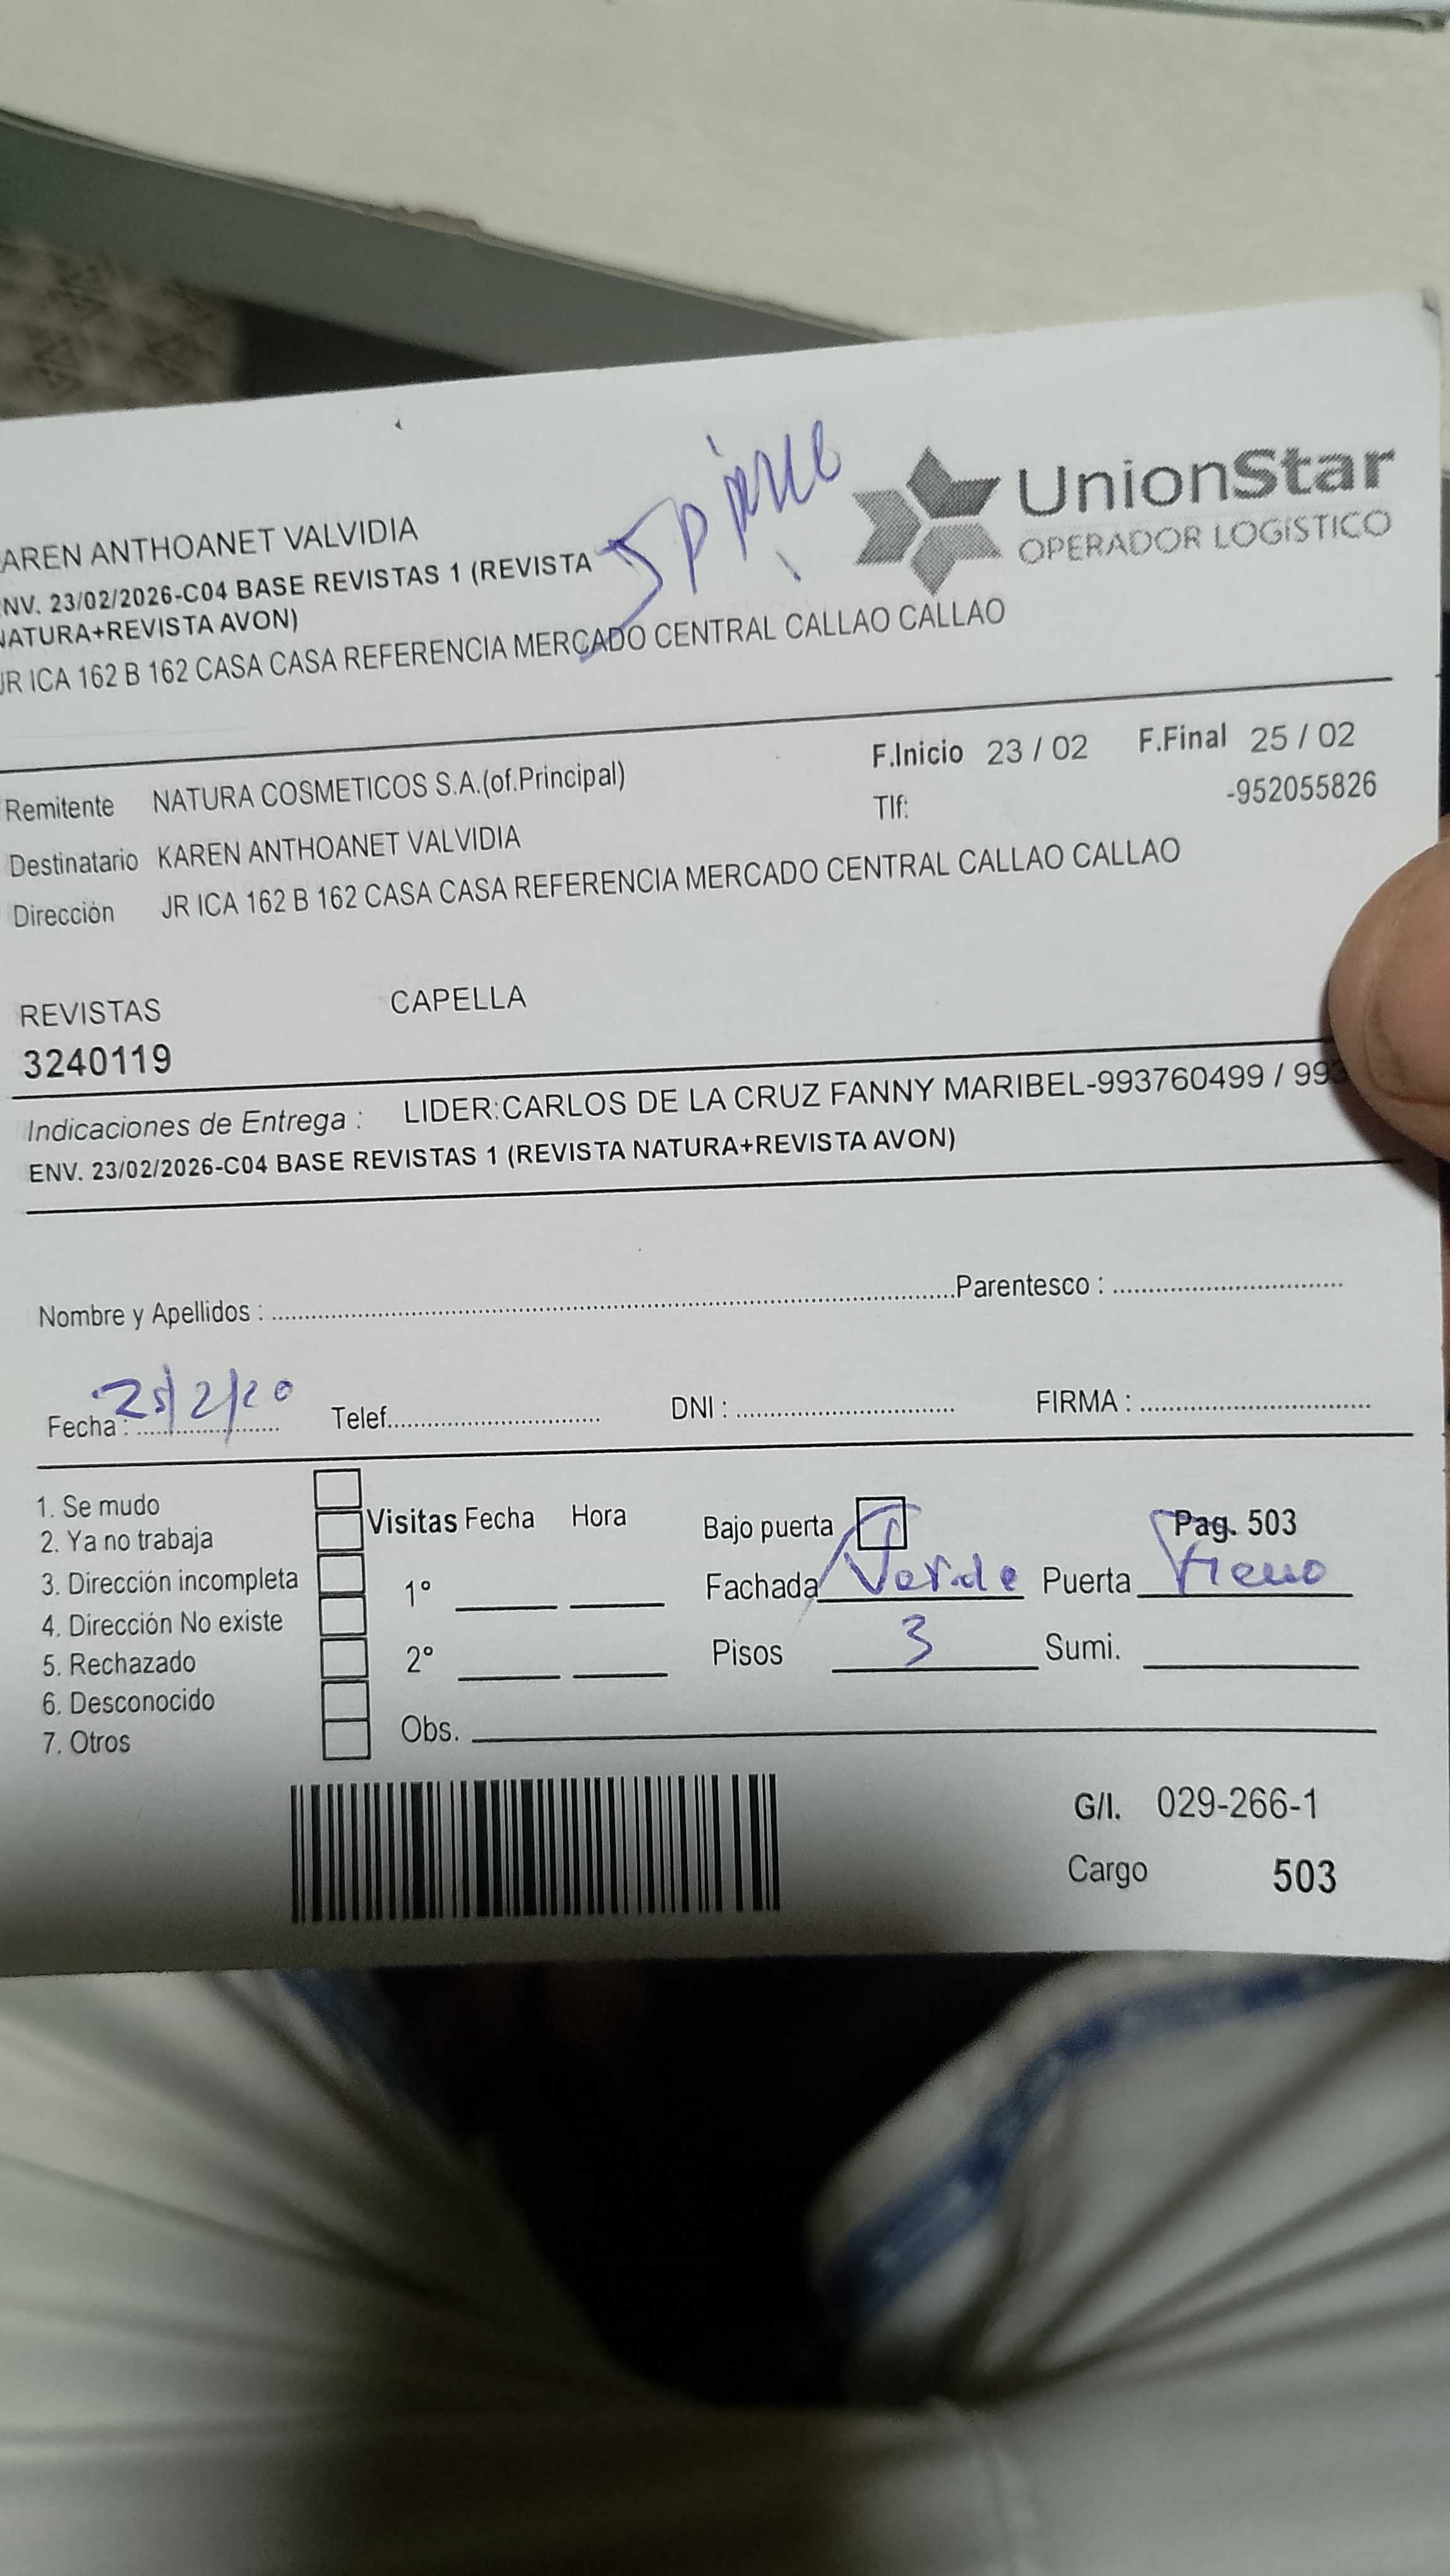 AREN ANTHOANET VALVIDIA
NV. 23/02/2026-C04 BASE REVISTAS 1 (REVISTA
NATURA+REVISTA AVON)
JR ICA 162 B 162 CASA CASA REFERENCIA MERCADO CENTRAL CALLAO CALLAO
UnionStar
OPERADOR LOGISTICO
F.Inicio 23 / 02 F.Final 25 / 02
Remitente NATURA COSMETICOS S.A.(of.Principal)
Tlf: -952055826
Destinatario KAREN ANTHOANET VALVIDIA
Dirección JR ICA 162 B 162 CASA CASA REFERENCIA MERCADO CENTRAL CALLAO CALLAO
REVISTAS CAPELLA
3240119
Indicaciones de Entrega : LIDER:CARLOS DE LA CRUZ FANNY MARIBEL-993760499 / 993
ENV. 23/02/2026-C04 BASE REVISTAS 1 (REVISTA NATURA+REVISTA AVON)
Nombre y Apellidos : Parentesco :
Fecha : Telef. DNI : FIRMA :
1. Se mudo
2. Ya no trabaja
3. Dirección incompleta
4. Dirección No existe
5. Rechazado
6. Desconocido
7. Otros
Visitas Fecha Hora
1°
2°
Obs.
Bajo puerta Pag. 503
Fachada Verde Puerta
Pisos 3 Sumi.
G/I. 029-266-1
Cargo 503